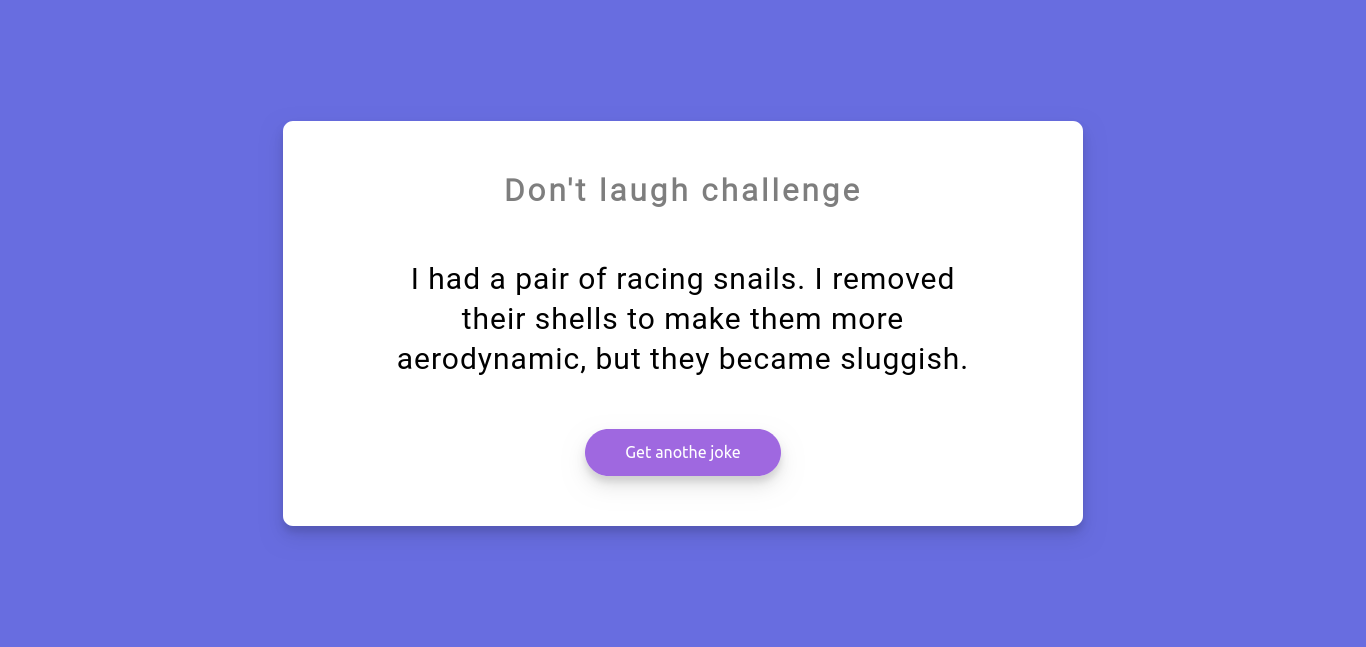 Don't laugh challenge
I had a pair of racing snails. I removed
their shells to make them more
aerodynamic, but they became sluggish.
Get anothe joke